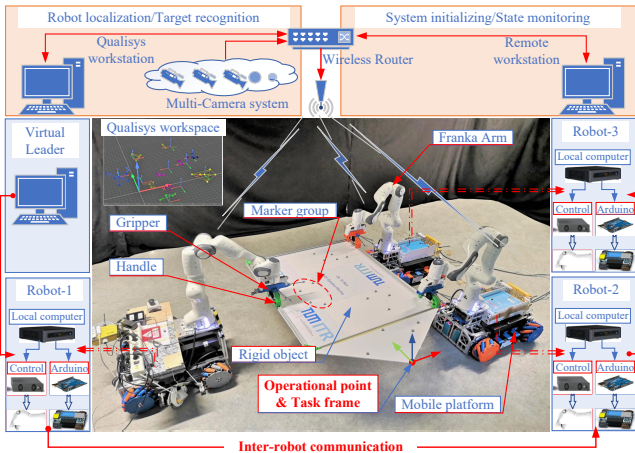 Robot localization/Target recognition
System initializing/State monitoring
Qualisys
workstation
Wireless Router
Remote
workstation
Multi-Camera system
Virtual
Leader
Qualisys workspace
Franka Arm
Robot-3
Local computer
Control
Arduino
Marker group
Gripper
Handle
Robot-1
Local computer
Control
Arduino
Rigid object
Operational point
& Task frame
Mobile platform
Robot-2
Local computer
Control
Arduino
Inter-robot communication